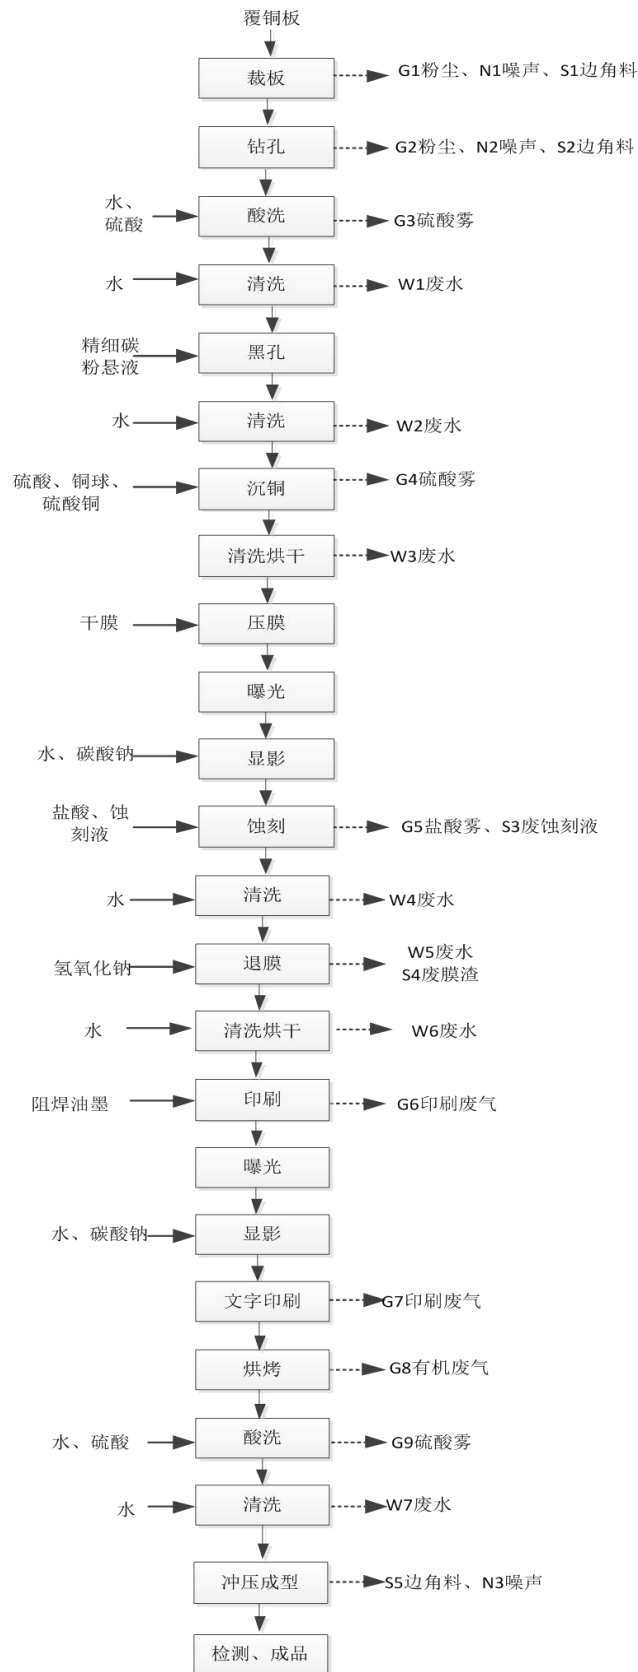 覆铜板
裁板
G1粉尘、N1噪声、S1边角料
钻孔
G2粉尘、N2噪声、S2边角料
水、
硫酸
酸洗
G3硫酸雾
水
清洗
W1废水
精细碳
粉悬液
黑孔
水
清洗
W2废水
硫酸、铜球、
硫酸铜
沉铜
G4硫酸雾
清洗烘干
W3废水
干膜
压膜
曝光
水、碳酸钠
显影
盐酸、蚀
刻液
蚀刻
G5盐酸雾、S3废蚀刻液
水
清洗
W4废水
氢氧化钠
退膜
W5废水
S4废膜渣
水
清洗烘干
W6废水
阻焊油墨
印刷
G6印刷废气
曝光
水、碳酸钠
显影
文字印刷
G7印刷废气
烘烤
G8有机废气
水、硫酸
酸洗
G9硫酸雾
水
清洗
W7废水
冲压成型
S5边角料、N3噪声
检测、成品